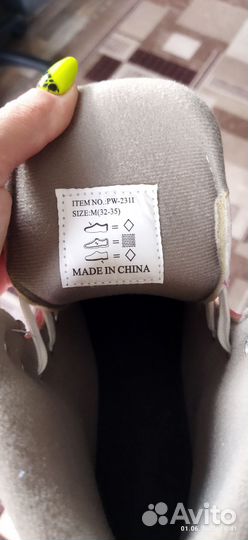 ITEM NO.:PW-2311
SIZE:M(32-35)
=
=
=
MADE IN CHINA
Avito